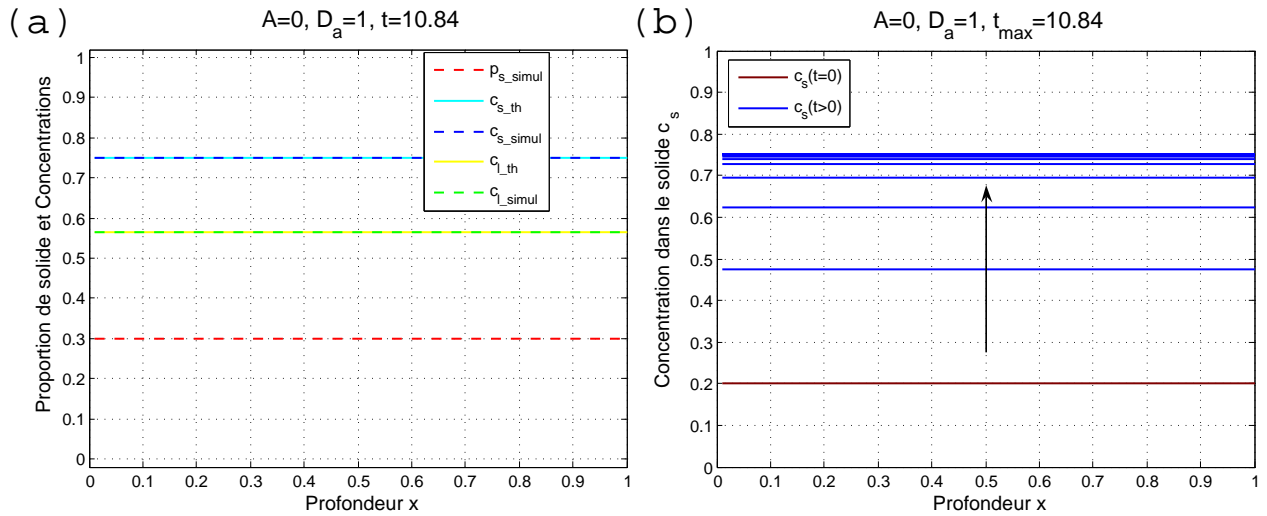 (a)
A=0, D_a=1, t=10.84
Proportion de solide et Concentrations
1
0.9
0.8
0.7
0.6
0.5
0.4
0.3
0.2
0.1
0
p_s_simul
c_s_th
c_s_simul
c_l_th
c_l_simul
0 0.1 0.2 0.3 0.4 0.5 0.6 0.7 0.8 0.9 1
Profondeur x
(b)
A=0, D_a=1, t_max=10.84
Concentration dans le solide c_s
1
0.9
0.8
0.7
0.6
0.5
0.4
0.3
0.2
0.1
0
c_s(t=0)
c_s(t>0)
0 0.1 0.2 0.3 0.4 0.5 0.6 0.7 0.8 0.9 1
Profondeur x